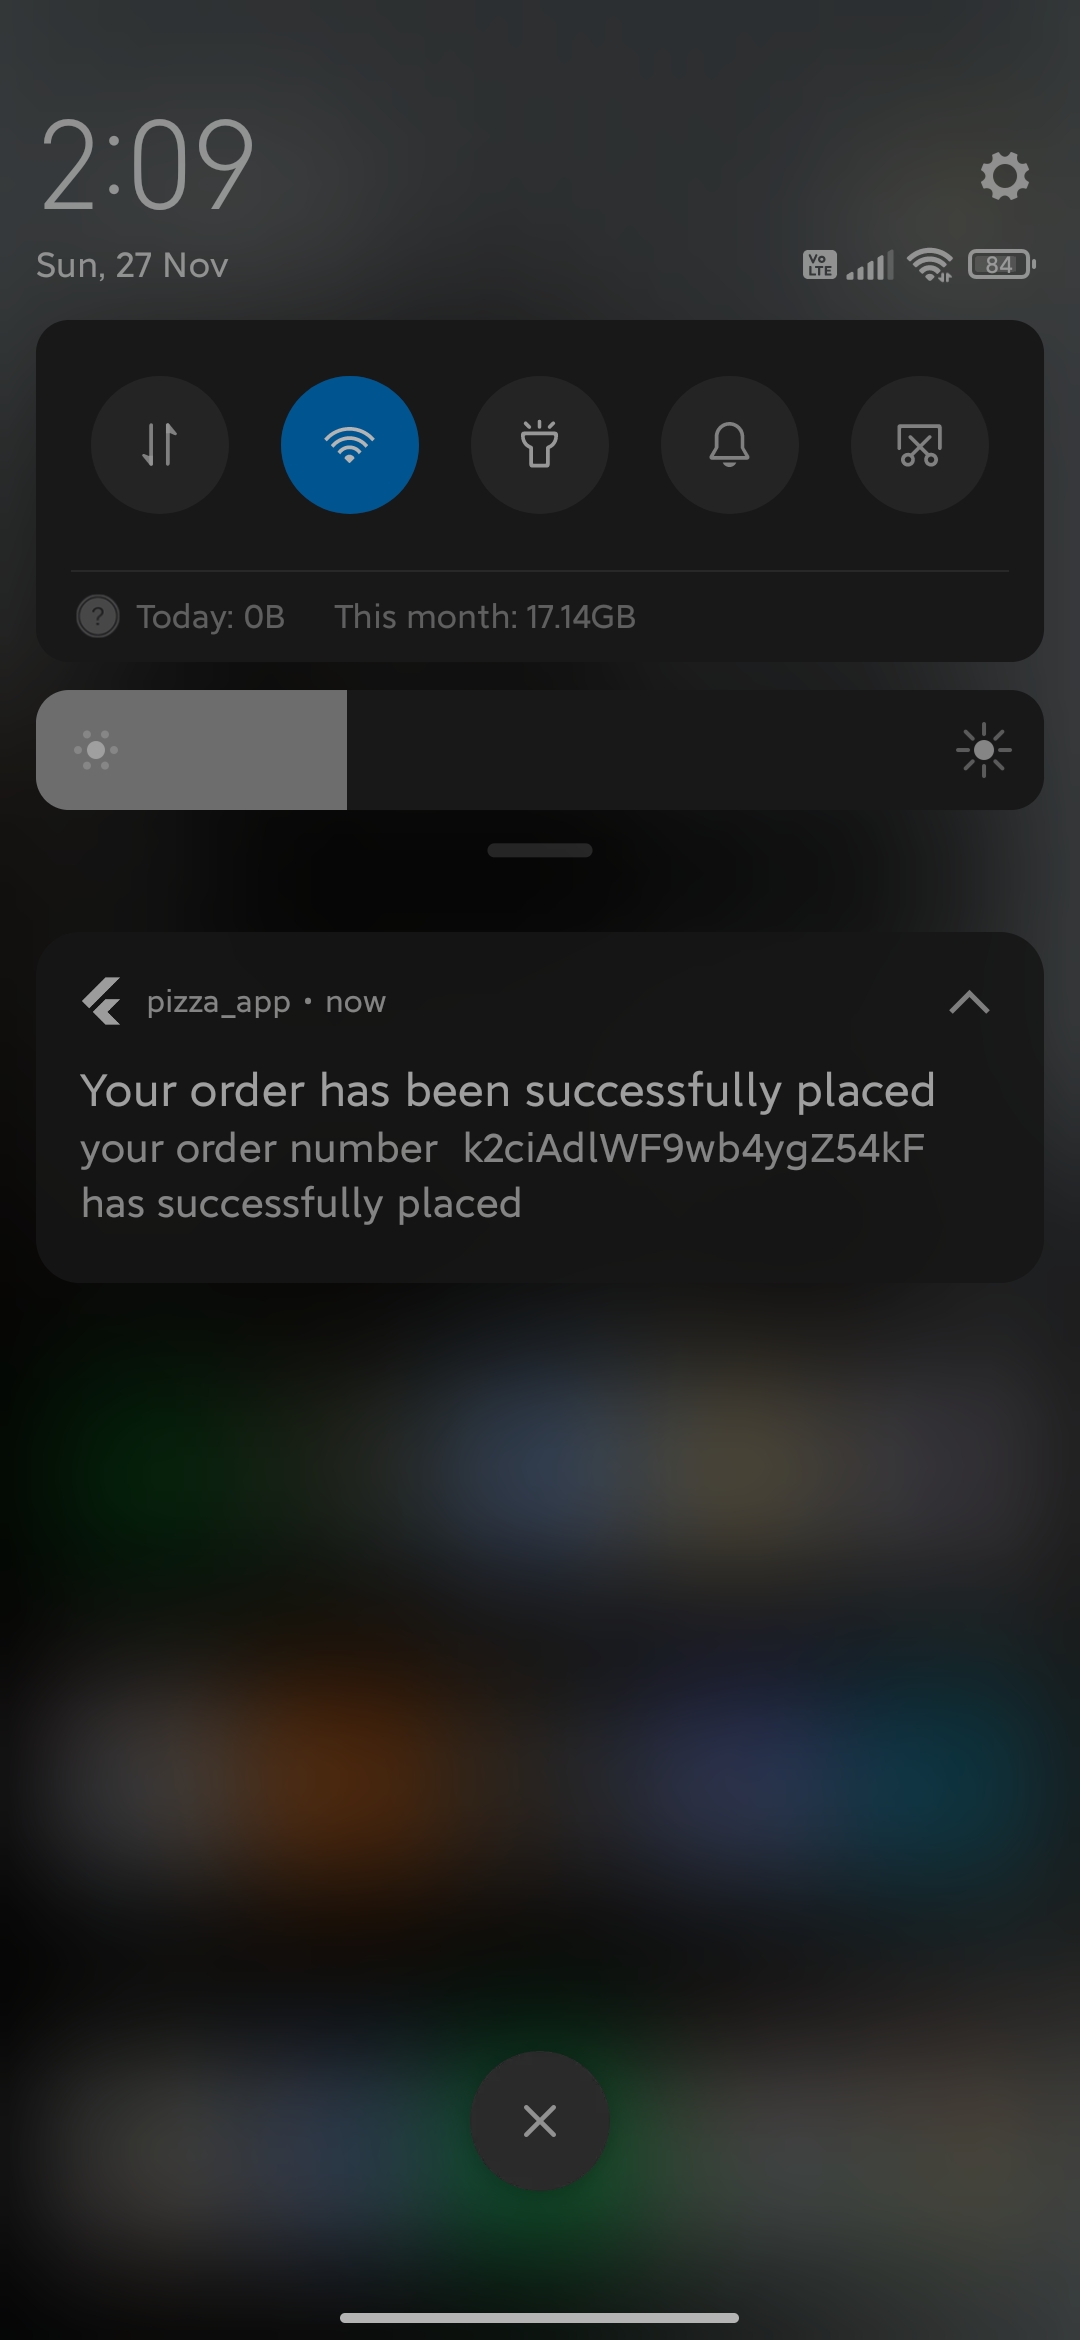 2:09
Sun, 27 Nov
Vo
LTE
84
? Today: 0B This month: 17.14GB
pizza_app • now
Your order has been successfully placed
your order number k2ciAdlWF9wb4ygZ54kF
has successfully placed